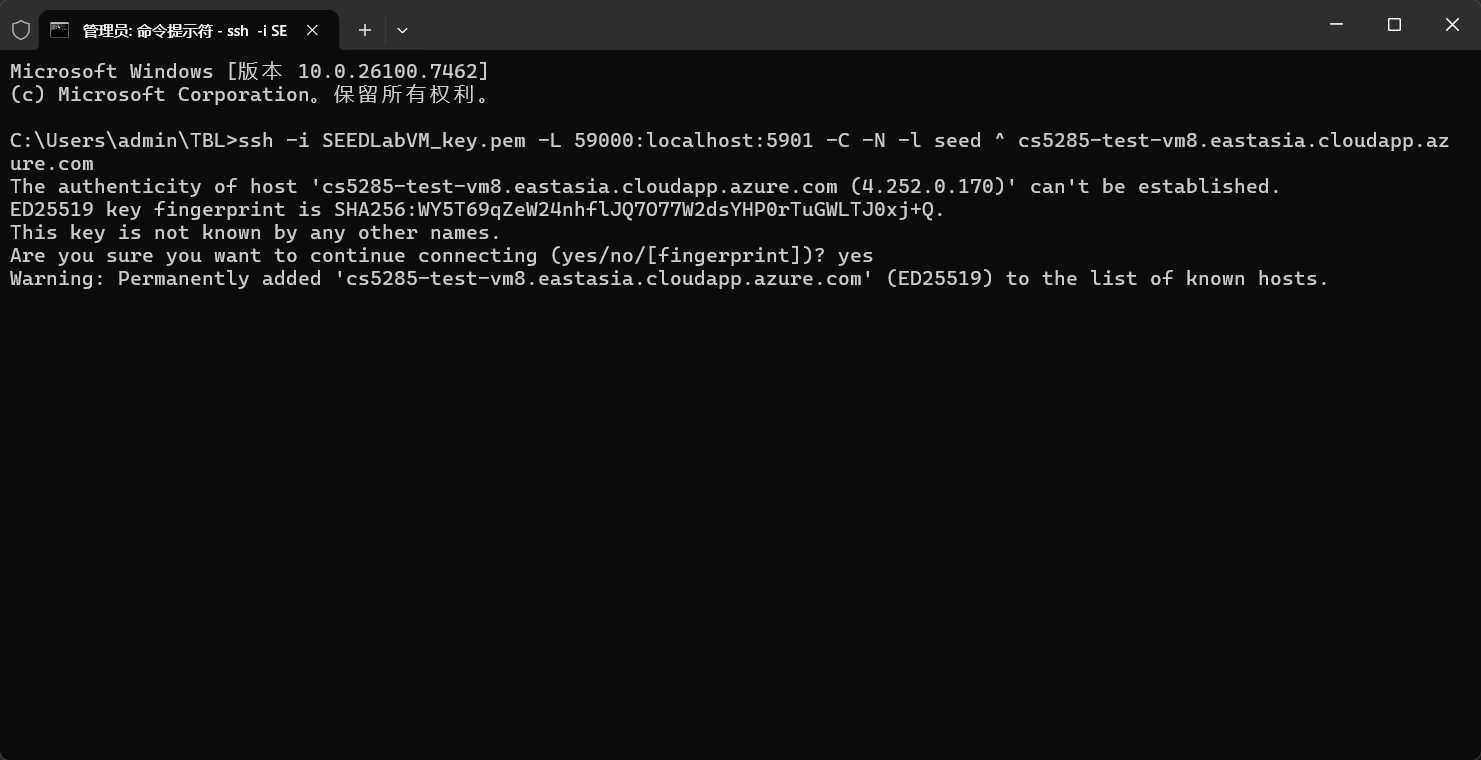 管理员: 命令提示符 - ssh -i SE
Microsoft Windows [版本 10.0.26100.7462]
(c) Microsoft Corporation。保留所有权利。
C:\Users\admin\TBL>ssh -i SEEDLabVM_key.pem -L 59000:localhost:5901 -C -N -l seed ^ cs5285-test-vm8.eastasia.cloudapp.az
ure.com
The authenticity of host 'cs5285-test-vm8.eastasia.cloudapp.azure.com (4.252.0.170)' can't be established.
ED25519 key fingerprint is SHA256:WY5T69qZeW24nhflJQ7O77W2dsYHP0rTuGWLTJ0xj+Q.
This key is not known by any other names.
Are you sure you want to continue connecting (yes/no/[fingerprint])? yes
Warning: Permanently added 'cs5285-test-vm8.eastasia.cloudapp.azure.com' (ED25519) to the list of known hosts.